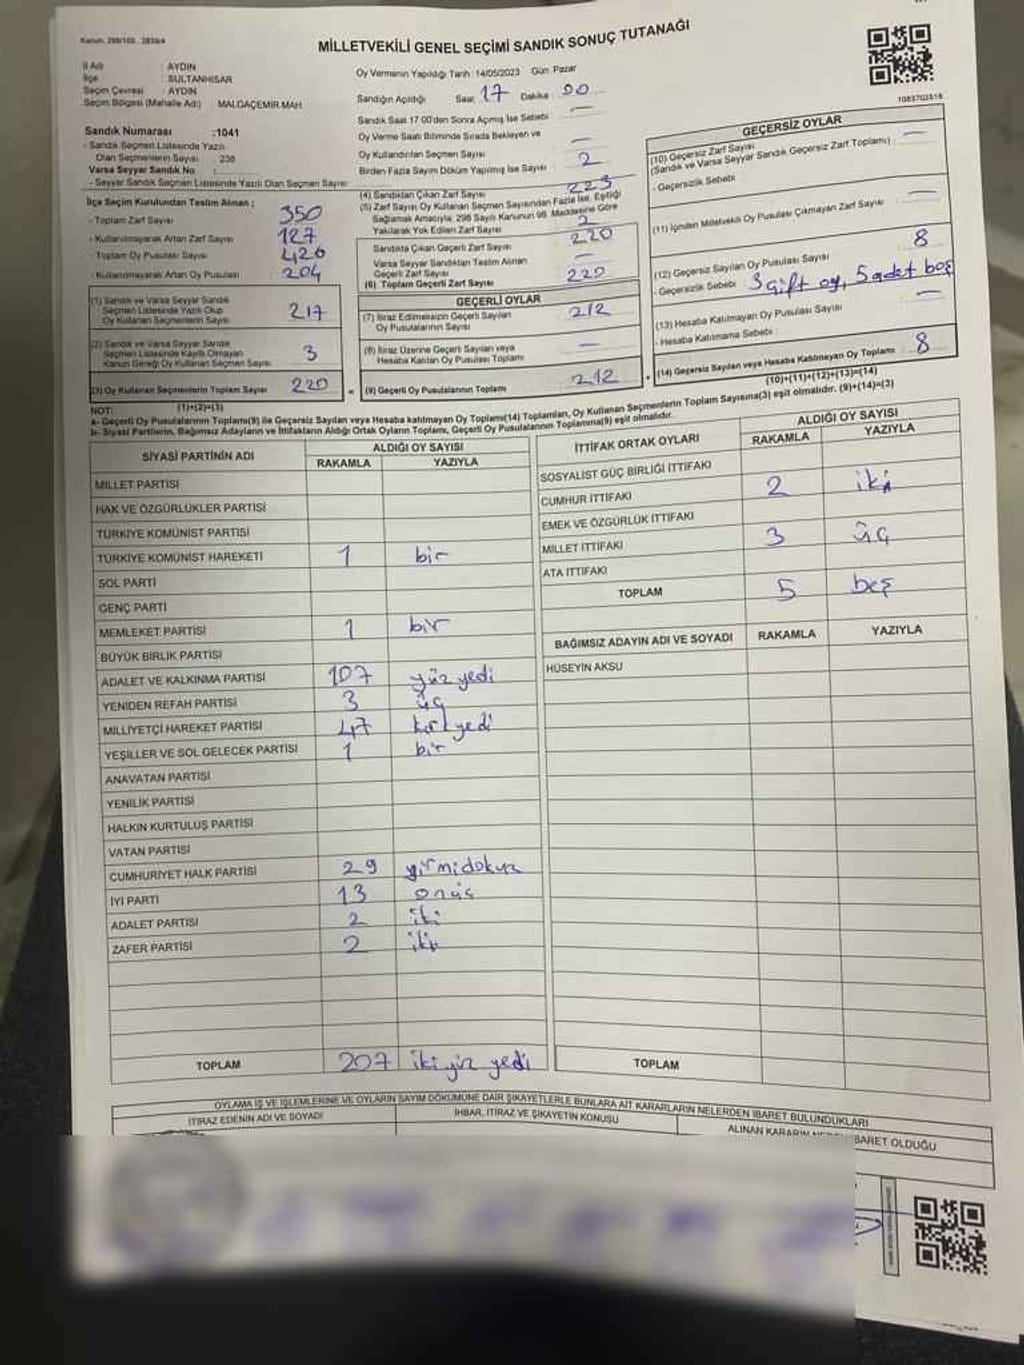 MİLLETVEKİLİ GENEL SEÇİMİ SANDIK SONUÇ TUTANAĞI
İl Adı : AYDIN
İlçe : SULTANHİSAR
Seçim Çevresi : AYDIN
Seçim Bölgesi (Mahalle Adı) : MALGAÇEMİR MAH.
Sandık Numarası :1041
- Sandık Seçmen Listesinde Yazılı
Olan Seçmenlerin Sayısı : 238
Varsa Seyyar Sandık No :
- Seyyar Sandık Seçmen Listesinde Yazılı Olan Seçmen Sayısı :
İlçe Seçim Kurulundan Teslim Alınan ;
- Toplam Zarf Sayısı 350
- Kullanılmayarak Artan Zarf Sayısı 127
- Toplam Oy Pusulası Sayısı 420
- Kullanılmayarak Artan Oy Pusulası 204
(1) Sandık ve Varsa Seyyar Sandık
Seçmen Listesinde Yazılı Olup
Oy Kullanan Seçmenlerin Sayısı 217
(2) Sandık ve Varsa Seyyar Sandık
Seçmen Listesinde Kayıtlı Olmayan
Kanun Gereği Oy Kullanan Seçmen Sayısı 3
(3) Oy Kullanan Seçmenlerin Toplam Sayısı 220
(1)+(2)=(3)
Oy Vermenin Yapıldığı Tarih : 14/05/2023 Gün: Pazar
Sandığın Açıldığı Saat 17 Dakika 00
Sandık Saat 17:00'den Sonra Açılmış İse Sebebi —
Oy Verme Saati Bitiminde Sırada Bekleyen ve
Oy Kullandırılan Seçmen Sayısı —
Birden Fazla Sayım Döküm Yapılmış İse Sayısı 2
(4) Sandıktan Çıkan Zarf Sayısı 223
(5) Zarf Sayısı Oy Kullanan Seçmen Sayısından Fazla İse, Eşitliği
Sağlamak Amacıyla, 298 Sayılı Kanunun 98. Maddesine Göre
Yakılarak Yok Edilen Zarf Sayısı
Sandıkta Çıkan Geçerli Zarf Sayısı 220
Varsa Seyyar Sandıktan Teslim Alınan
Geçerli Zarf Sayısı —
(6) Toplam Geçerli Zarf Sayısı 220
GEÇERLİ OYLAR
(7) İtiraz Edilmeksizin Geçerli Sayılan
Oy Pusulalarının Sayısı 212
(8) İtiraz Üzerine Geçerli Sayılan veya
Hesaba Katılan Oy Pusulası Toplamı —
= (9) Geçerli Oy Pusulalarının Toplamı 212
1083702518
GEÇERSİZ OYLAR
(10) Geçersiz Zarf Sayısı
(Sandık ve Varsa Seyyar Sandık Geçersiz Zarf Toplamı) : —
- Geçersizlik Sebebi :
(11) İçinden Milletvekili Oy Pusulası Çıkmayan Zarf Sayısı —
(12) Geçersiz Sayılan Oy Pusulası Sayısı 8
- Geçersizlik Sebebi : 3 çift oy, 5 adet boş
(13) Hesaba Katılmayan Oy Pusulası Sayısı —
- Hesaba Katılmama Sebebi :
+ (14) Geçersiz Sayılan veya Hesaba Katılmayan Oy Toplamı 8
(10)+(11)+(12)+(13)=(14)
NOT:
a- Geçerli Oy Pusulalarının Toplamı(9) ile Geçersiz Sayılan veya Hesaba katılmayan Oy Toplamı(14) Toplamları, Oy Kullanan Seçmenlerin Toplam Sayısına(3) eşit olmalıdır. (9)+(14)=(3)
b- Siyasi Partilerin, Bağımsız Adayların ve İttifakların Aldığı Ortak Oyların Toplamı, Geçerli Oy Pusulalarının Toplamına(9) eşit olmalıdır.
SİYASİ PARTİNİN ADI ALDIĞI OY SAYISI
RAKAMLA YAZIYLA
MİLLET PARTİSİ
HAK VE ÖZGÜRLÜKLER PARTİSİ
TÜRKİYE KOMÜNİST PARTİSİ
TÜRKİYE KOMÜNİST HAREKETİ 1 bir
SOL PARTİ
GENÇ PARTİ
MEMLEKET PARTİSİ 1 bir
BÜYÜK BİRLİK PARTİSİ
ADALET VE KALKINMA PARTİSİ 107 yüz yedi
YENİDEN REFAH PARTİSİ 3 üç
MİLLİYETÇİ HAREKET PARTİSİ 47 kırkyedi
YEŞİLLER VE SOL GELECEK PARTİSİ 1 bir
ANAVATAN PARTİSİ
YENİLİK PARTİSİ
HALKIN KURTULUŞ PARTİSİ
VATAN PARTİSİ
CUMHURİYET HALK PARTİSİ 29 yirmidokuz
İYİ PARTİ 13 onüç
ADALET PARTİSİ 2 iki
ZAFER PARTİSİ 2 iki
TOPLAM 207 iki yüz yedi
İTTİFAK ORTAK OYLARI ALDIĞI OY SAYISI
RAKAMLA YAZIYLA
SOSYALİST GÜÇ BİRLİĞİ İTTİFAKI
CUMHUR İTTİFAKI 2 iki
EMEK VE ÖZGÜRLÜK İTTİFAKI
MİLLET İTTİFAKI 3 üç
ATA İTTİFAKI
TOPLAM 5 beş
BAĞIMSIZ ADAYIN ADI VE SOYADI RAKAMLA YAZIYLA
HÜSEYİN AKSU
TOPLAM
OYLAMA İŞ VE İŞLEMLERİNE VE OYLARIN SAYIM DÖKÜMÜNE DAİR ŞİKAYETLERLE BUNLARA AİT KARARLARIN NELERDEN İBARET BULUNDUKLARI
İTİRAZ EDENİN ADI VE SOYADI İHBAR, İTİRAZ VE ŞİKAYETİN KONUSU ALINAN KARARIN NEDEN İBARET OLDUĞU